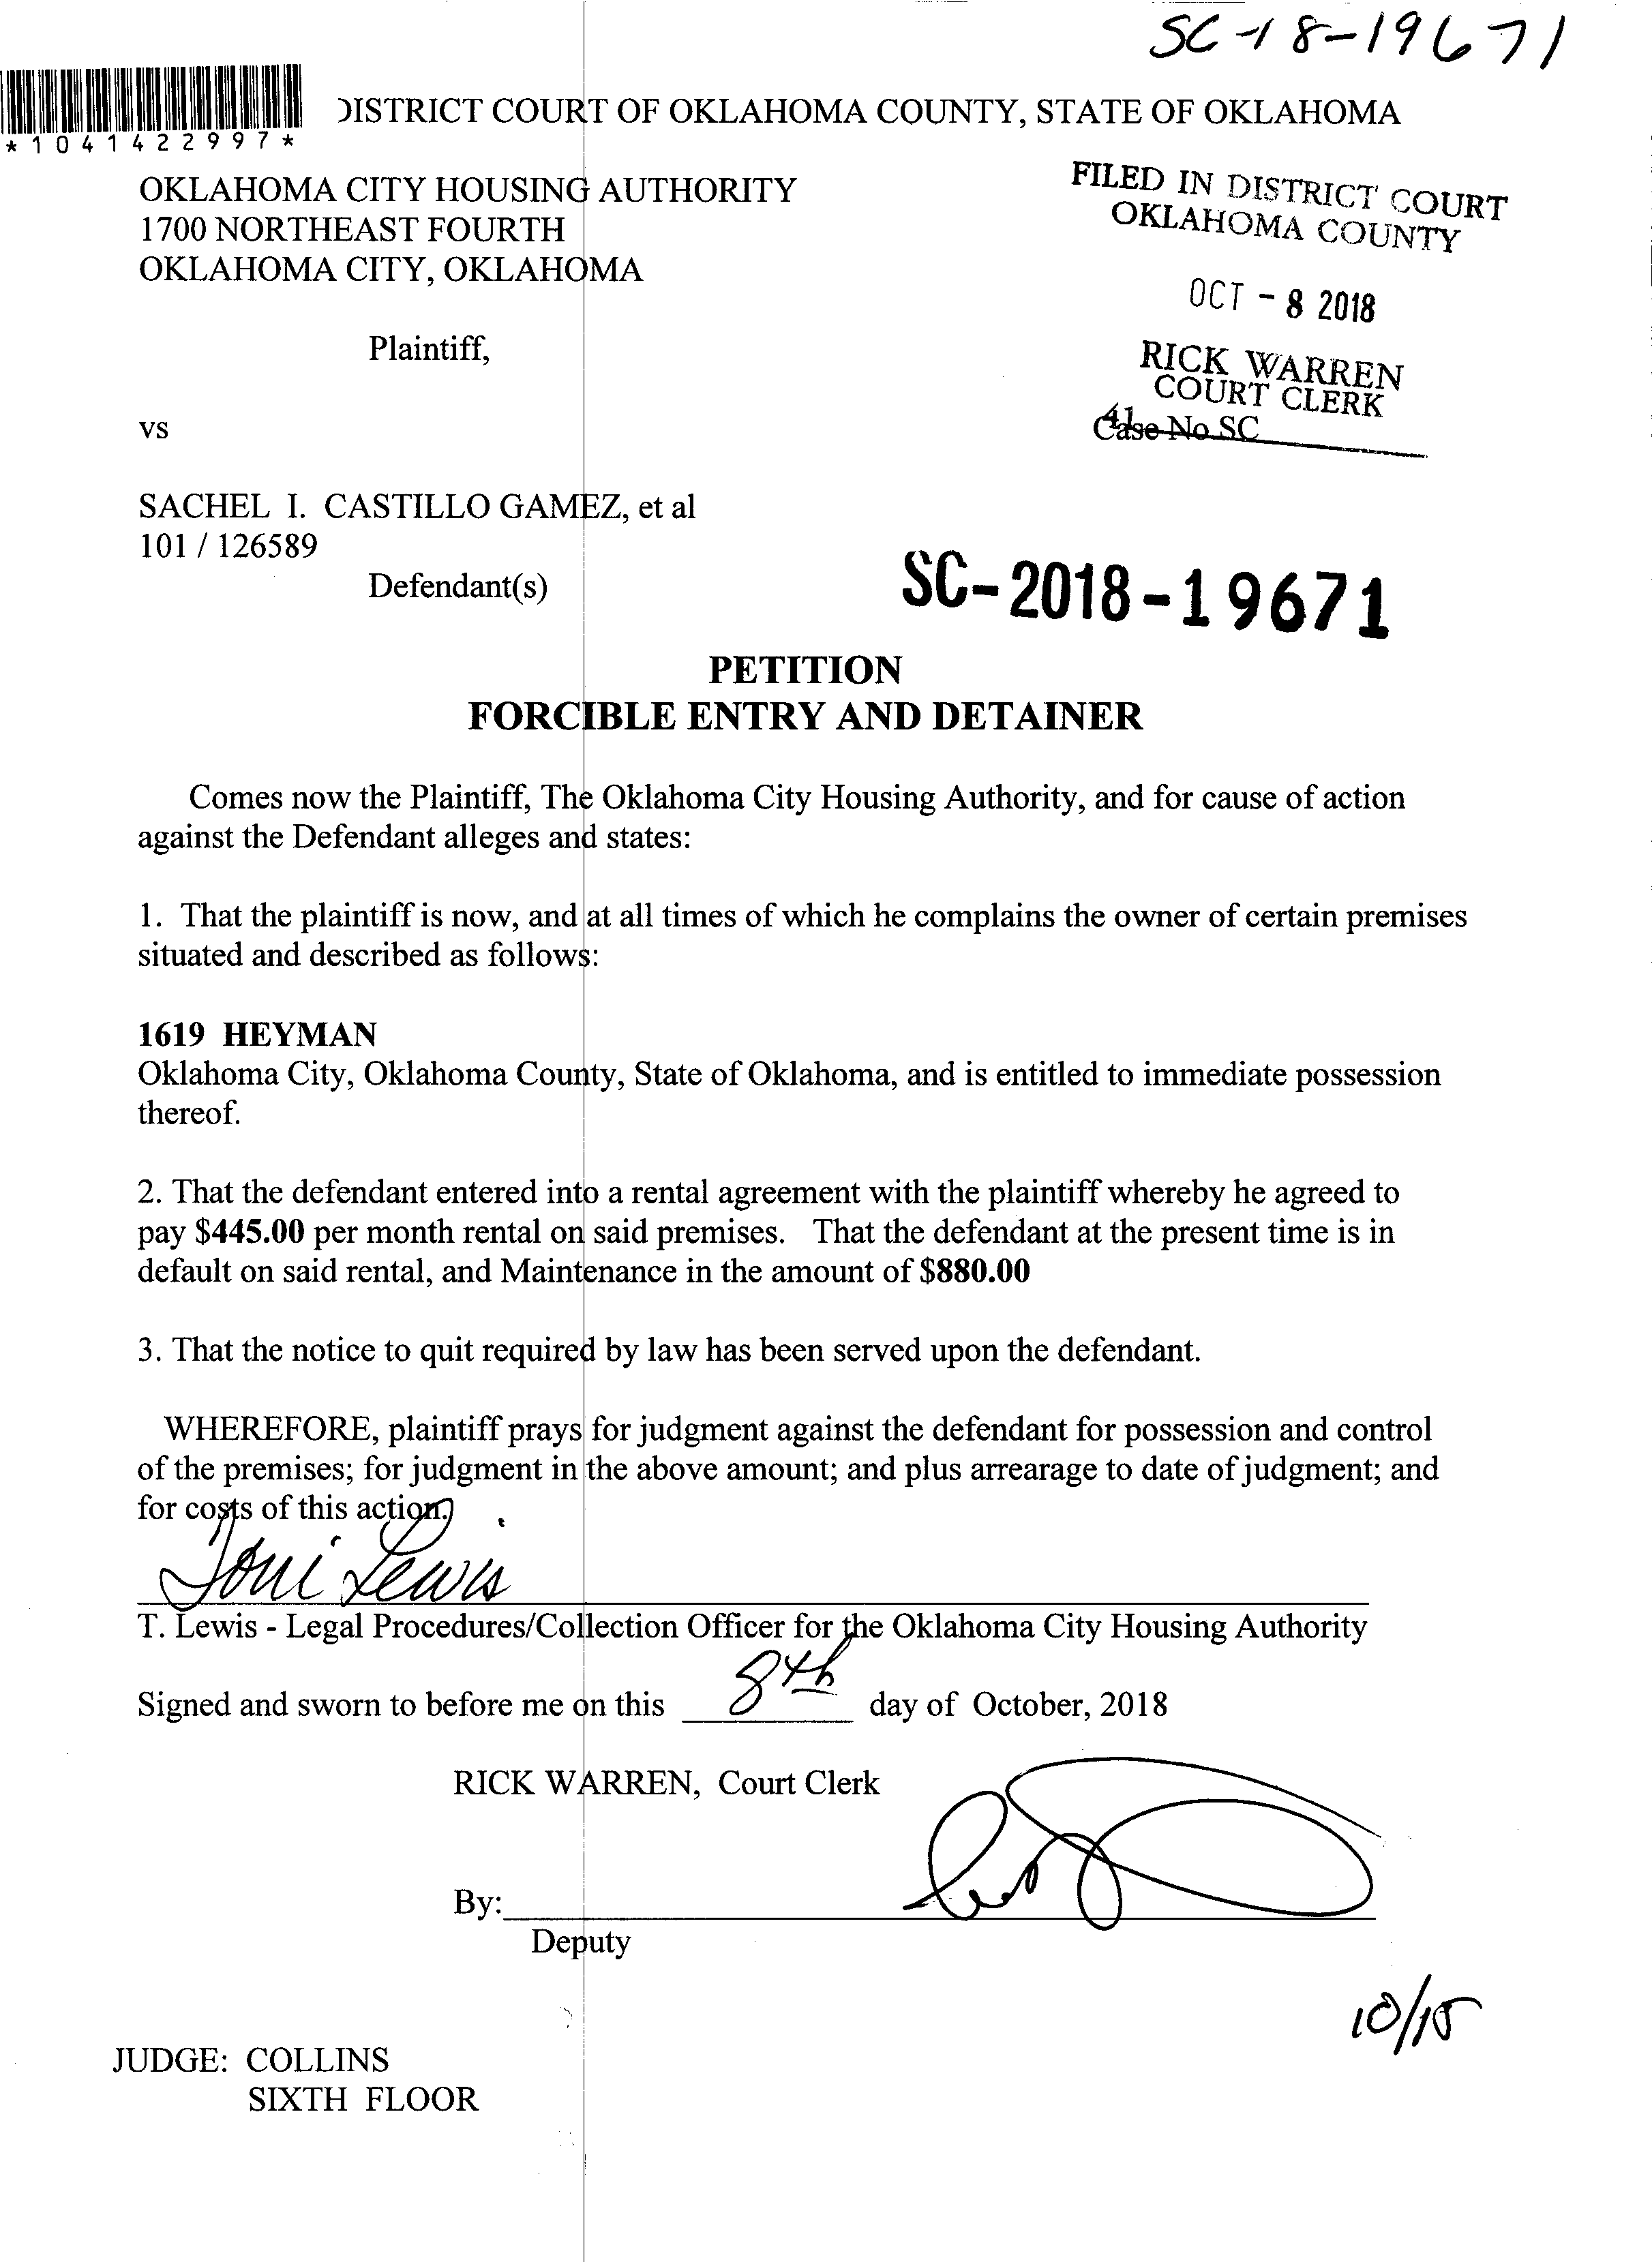 SC-18-19671
DISTRICT COURT OF OKLAHOMA COUNTY, STATE OF OKLAHOMA
*1041422997*
OKLAHOMA CITY HOUSING AUTHORITY
1700 NORTHEAST FOURTH
OKLAHOMA CITY, OKLAHOMA
FILED IN DISTRICT COURT
OKLAHOMA COUNTY
OCT - 8 2018
RICK WARREN
COURT CLERK
41
Case No SC
Plaintiff,
vs
SACHEL I. CASTILLO GAMEZ, et al
101 / 126589
Defendant(s)
SC-2018-19671
PETITION
FORCIBLE ENTRY AND DETAINER
Comes now the Plaintiff, The Oklahoma City Housing Authority, and for cause of action
against the Defendant alleges and states:
1. That the plaintiff is now, and at all times of which he complains the owner of certain premises
situated and described as follows:
1619 HEYMAN
Oklahoma City, Oklahoma County, State of Oklahoma, and is entitled to immediate possession
thereof.
2. That the defendant entered into a rental agreement with the plaintiff whereby he agreed to
pay $445.00 per month rental on said premises. That the defendant at the present time is in
default on said rental, and Maintenance in the amount of $880.00
3. That the notice to quit required by law has been served upon the defendant.
WHEREFORE, plaintiff prays for judgment against the defendant for possession and control
of the premises; for judgment in the above amount; and plus arrearage to date of judgment; and
for costs of this action.
Toni Lewis
T. Lewis - Legal Procedures/Collection Officer for the Oklahoma City Housing Authority
Signed and sworn to before me on this 8th day of October, 2018
RICK WARREN, Court Clerk
By:
Deputy
10/15
JUDGE: COLLINS
SIXTH FLOOR